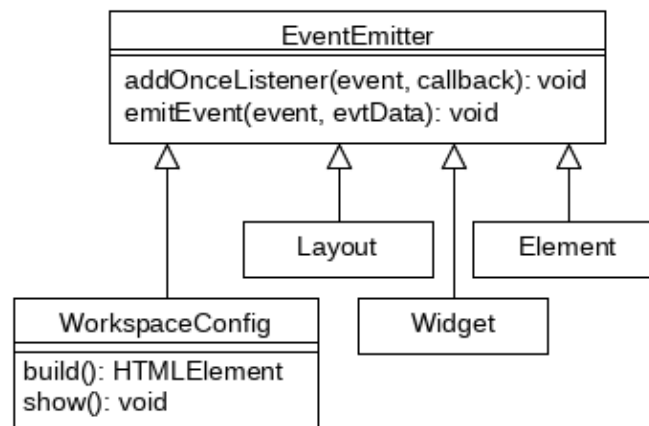 EventEmitter
addOnceListener(event, callback): void
emitEvent(event, evtData): void
Layout
Element
WorkspaceConfig
build(): HTMLElement
show(): void
Widget